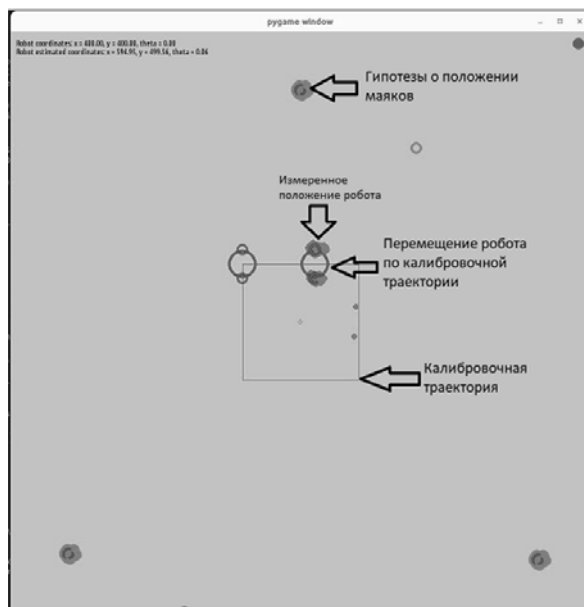 pygame window
Robot coordinates: x = 600.00, y = 400.00, theta = 0.00
Robot estimated coordinates: x = 594.95, y = 499.56, theta = 0.06
Гипотезы о положении
маяков
Измеренное
положение робота
Перемещение робота
по калибровочной
траектории
Калибровочная
траектория